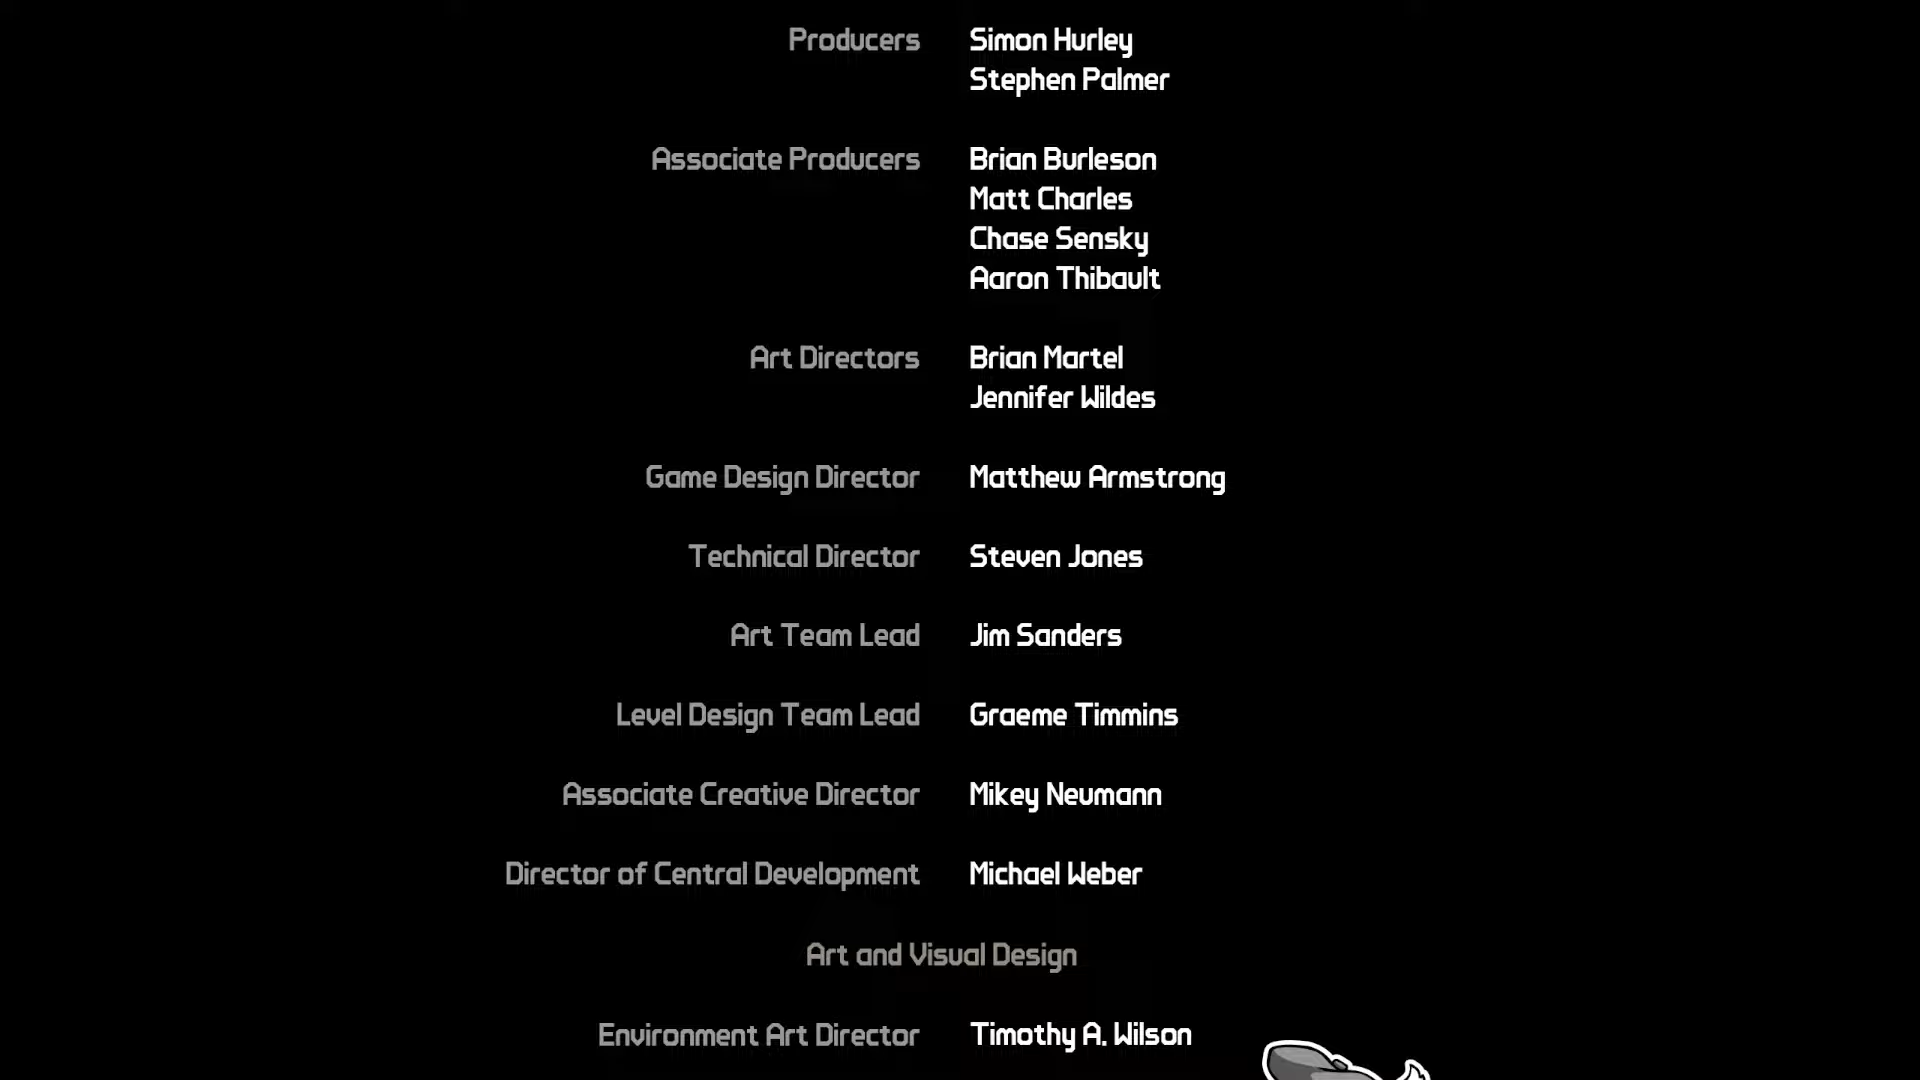 Producers Simon Hurley
Stephen Palmer
Associate Producers Brian Burleson
Matt Charles
Chase Sensky
Aaron Thibault
Art Directors Brian Martel
Jennifer Wildes
Game Design Director Matthew Armstrong
Technical Director Steven Jones
Art Team Lead Jim Sanders
Level Design Team Lead Graeme Timmins
Associate Creative Director Mikey Neumann
Director of Central Development Michael Weber
Art and Visual Design
Environment Art Director Timothy A. Wilson